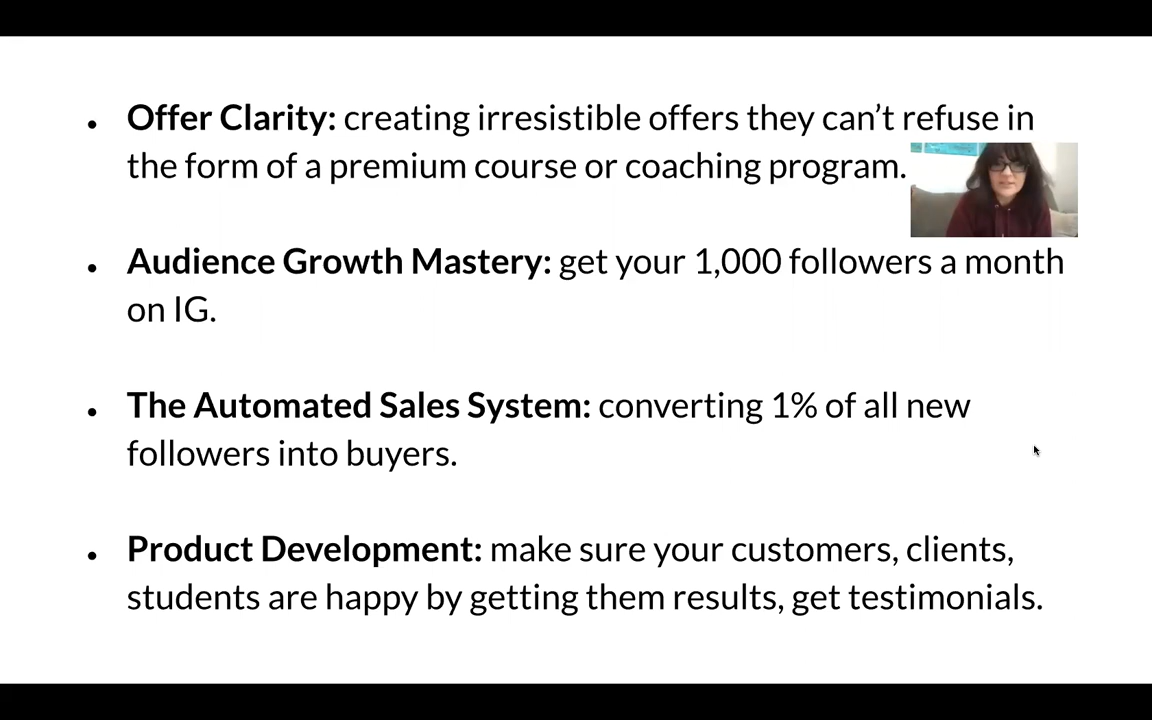 • Offer Clarity: creating irresistible offers they can’t refuse in
the form of a premium course or coaching program.
• Audience Growth Mastery: get your 1,000 followers a month
on IG.
• The Automated Sales System: converting 1% of all new
followers into buyers.
• Product Development: make sure your customers, clients,
students are happy by getting them results, get testimonials.